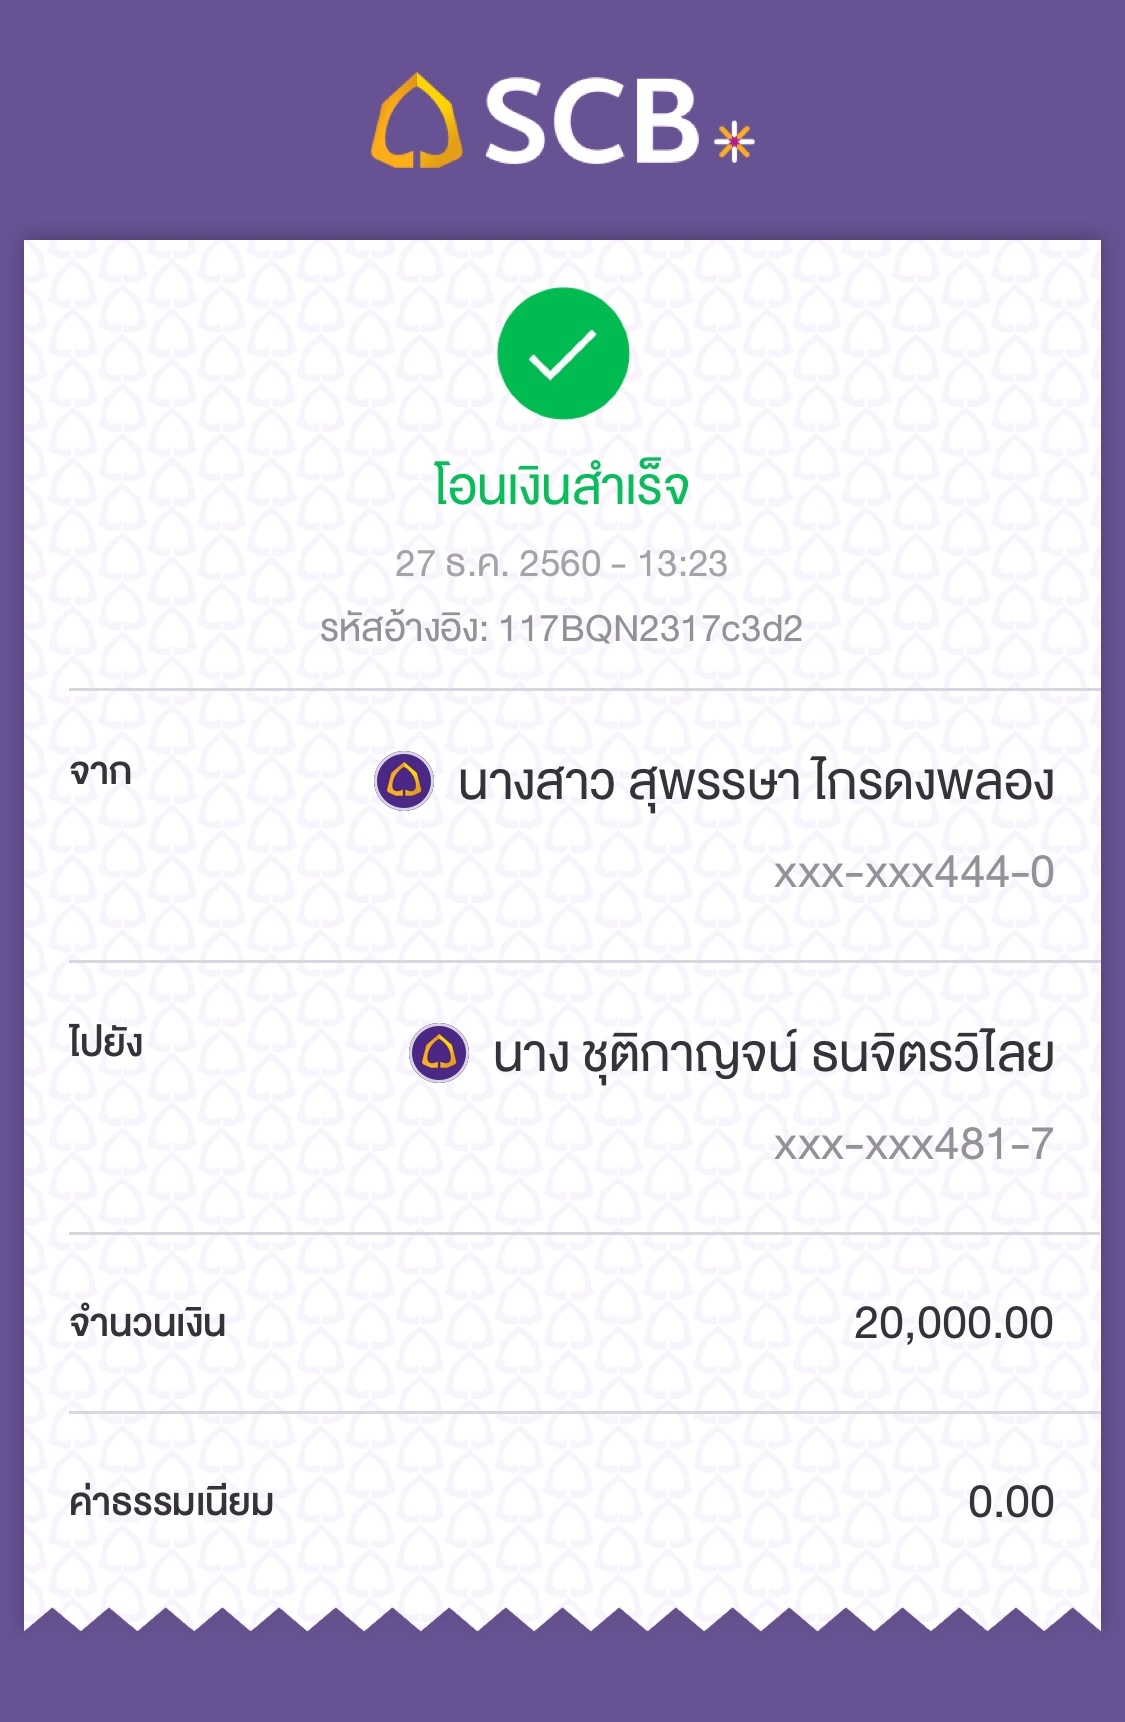 SCB
โอนเงินสำเร็จ
27 ธ.ค. 2560 - 13:23
รหัสอ้างอิง: 117BQN2317c3d2
จาก นางสาว สุพรรษา ไกรดงพลอง
xxx-xxx444-0
ไปยัง นาง ชุติกาญจน์ ธนจิตรวิไลย
xxx-xxx481-7
จำนวนเงิน 20,000.00
ค่าธรรมเนียม 0.00